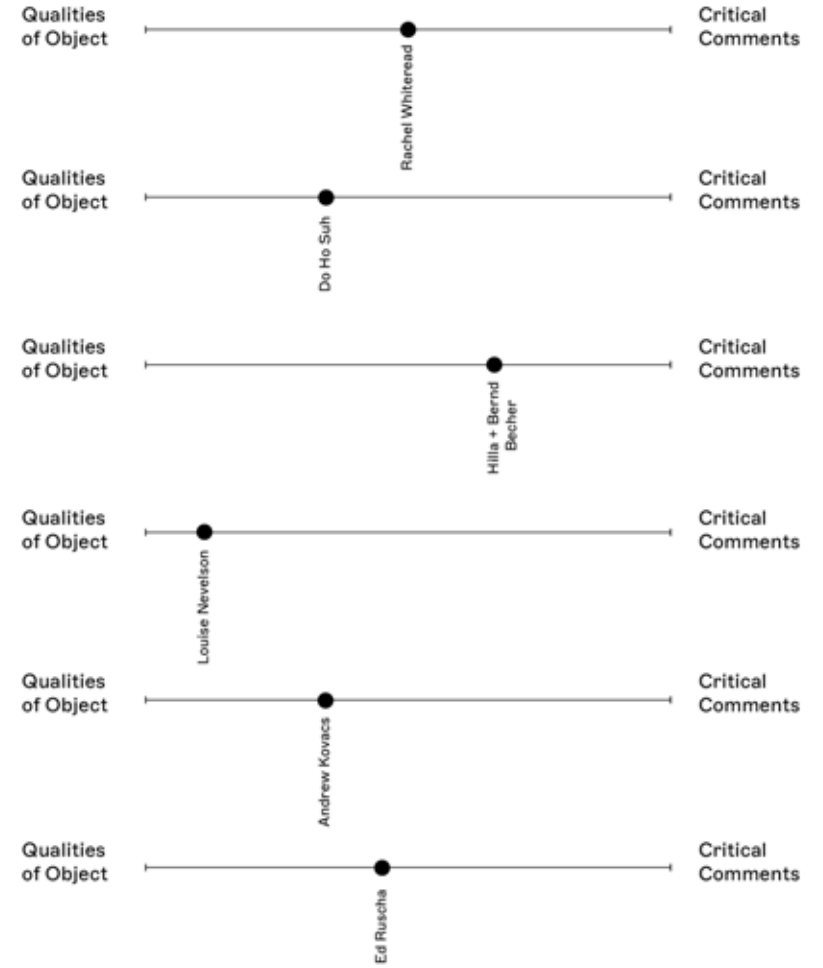 Qualities
of Object
Critical
Comments
Rachel Whiteread
Qualities
of Object
Critical
Comments
Do Ho Suh
Qualities
of Object
Critical
Comments
Hilla + Bernd
Becher
Qualities
of Object
Critical
Comments
Louise Nevelson
Qualities
of Object
Critical
Comments
Andrew Kovacs
Qualities
of Object
Critical
Comments
Ed Ruscha